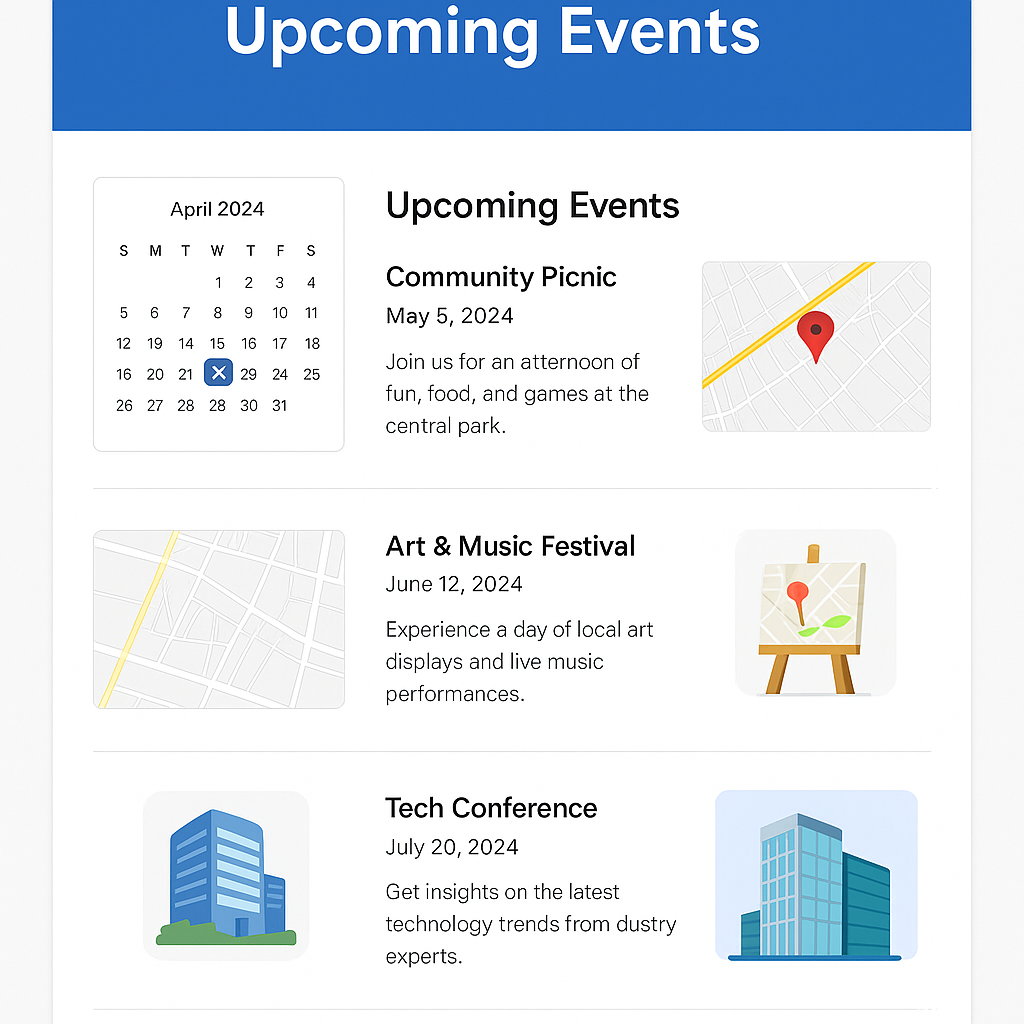 Upcoming Events
April 2024
S M T W T F S
1 2 3 4
5 6 7 8 9 10 11
12 19 14 15 16 17 18
16 20 21 29 24 25
26 27 28 28 30 31
Upcoming Events
Community Picnic
May 5, 2024
Join us for an atternoon of
fun, food, and games at the
central park.
Art & Music Festival
June 12, 2024
Experience a day of local art
displays and live music
performances.
Tech Conference
July 20, 2024
Get insights on the latest
technology trends from dustry
experts.